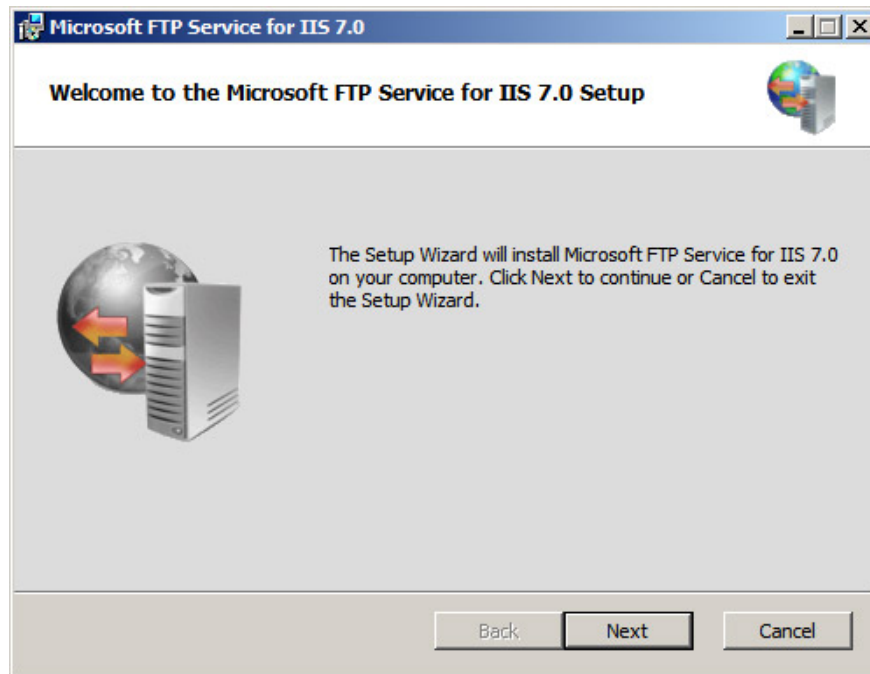 Microsoft FTP Service for IIS 7.0
Welcome to the Microsoft FTP Service for IIS 7.0 Setup
The Setup Wizard will install Microsoft FTP Service for IIS 7.0
on your computer. Click Next to continue or Cancel to exit
the Setup Wizard.
Back Next Cancel